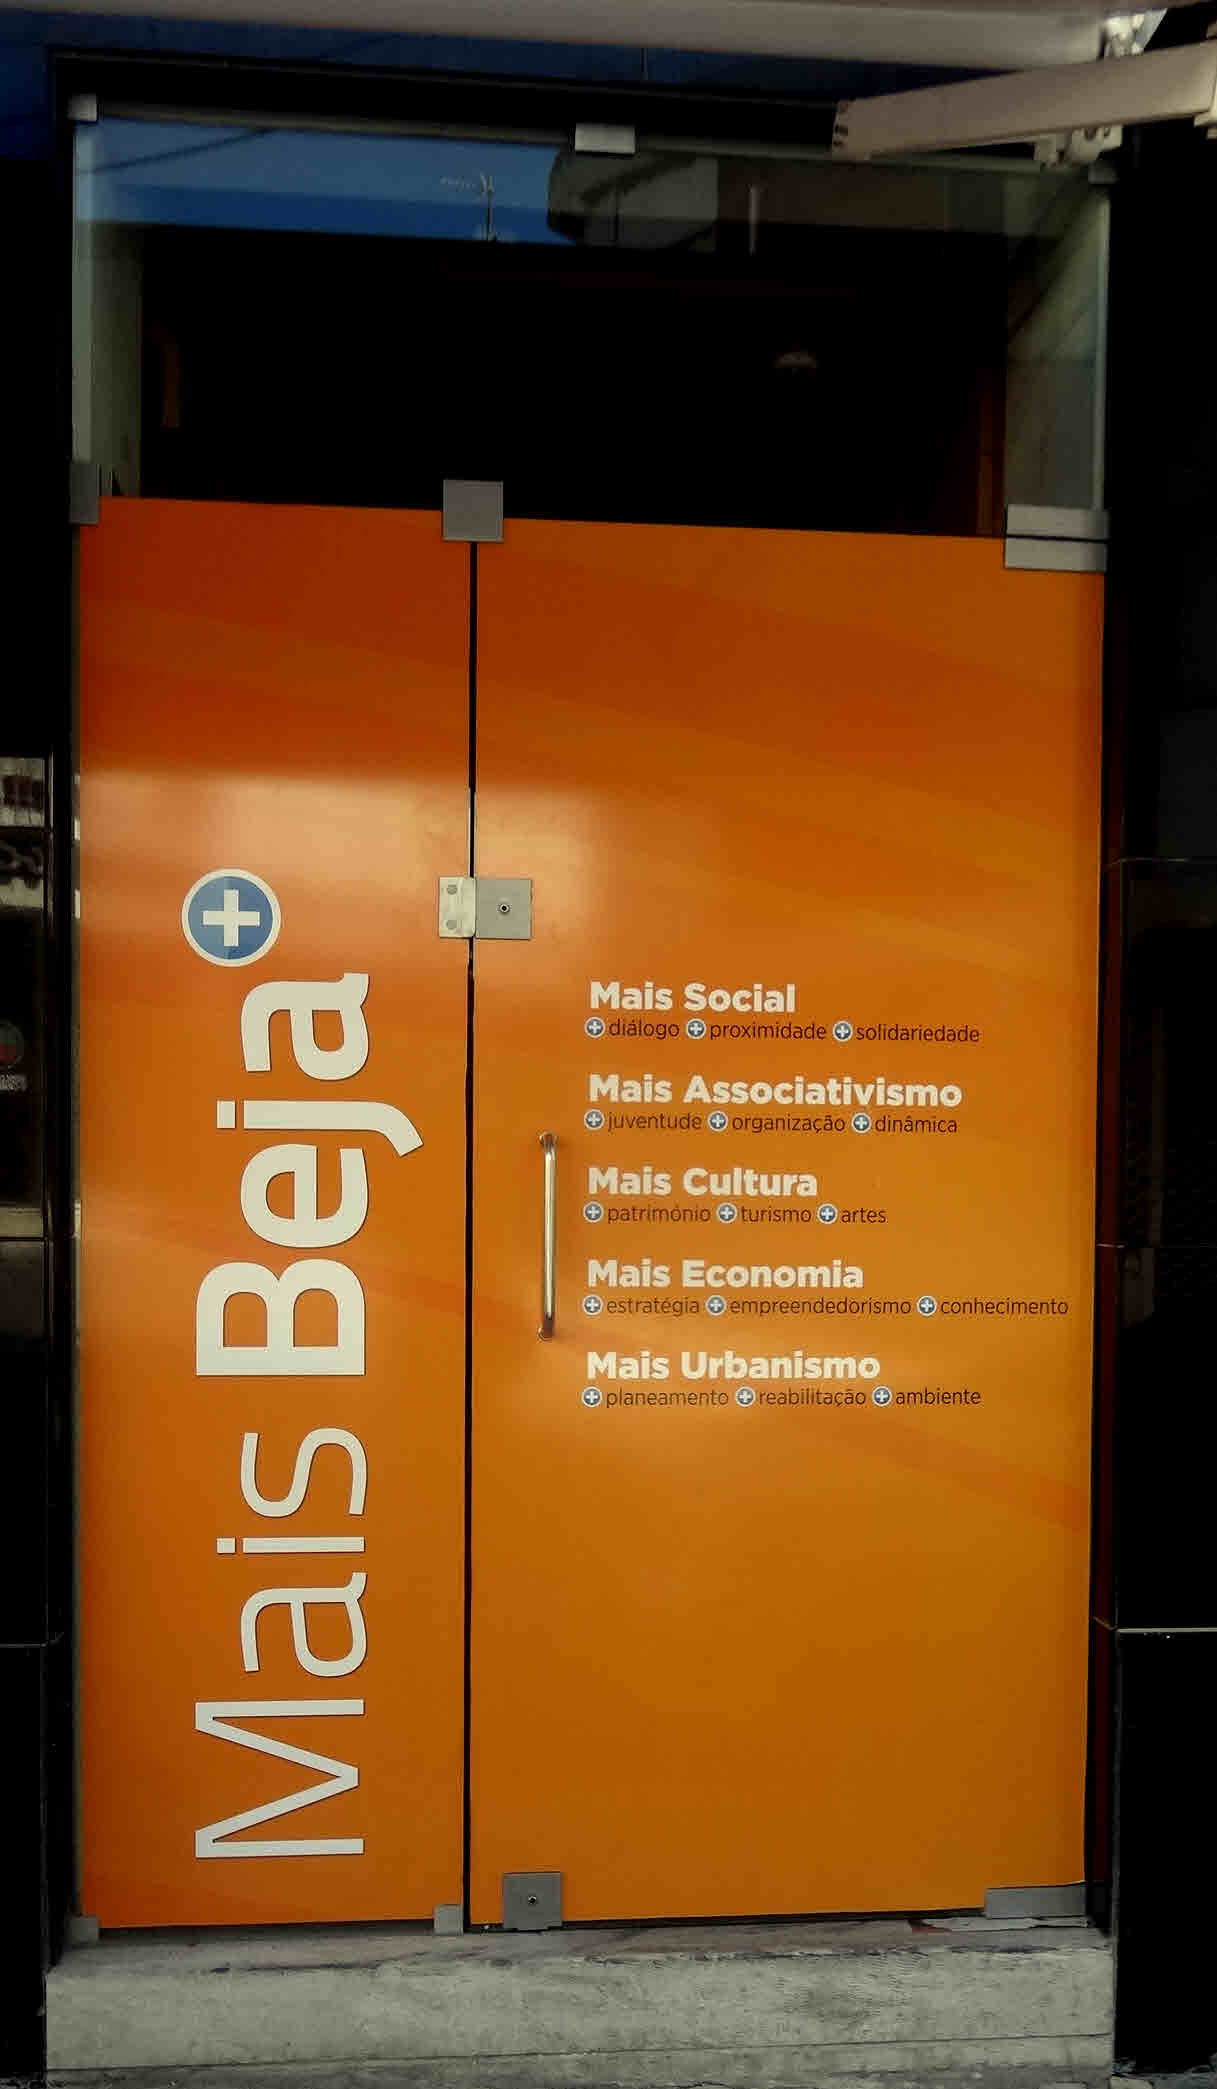 Mais Beja+
Mais Social
+ diálogo + proximidade + solidariedade
Mais Associativismo
+ juventude + organização + dinâmica
Mais Cultura
+ património + turismo + artes
Mais Economia
+ estratégia + empreendedorismo + conhecimento
Mais Urbanismo
+ planeamento + reabilitação + ambiente